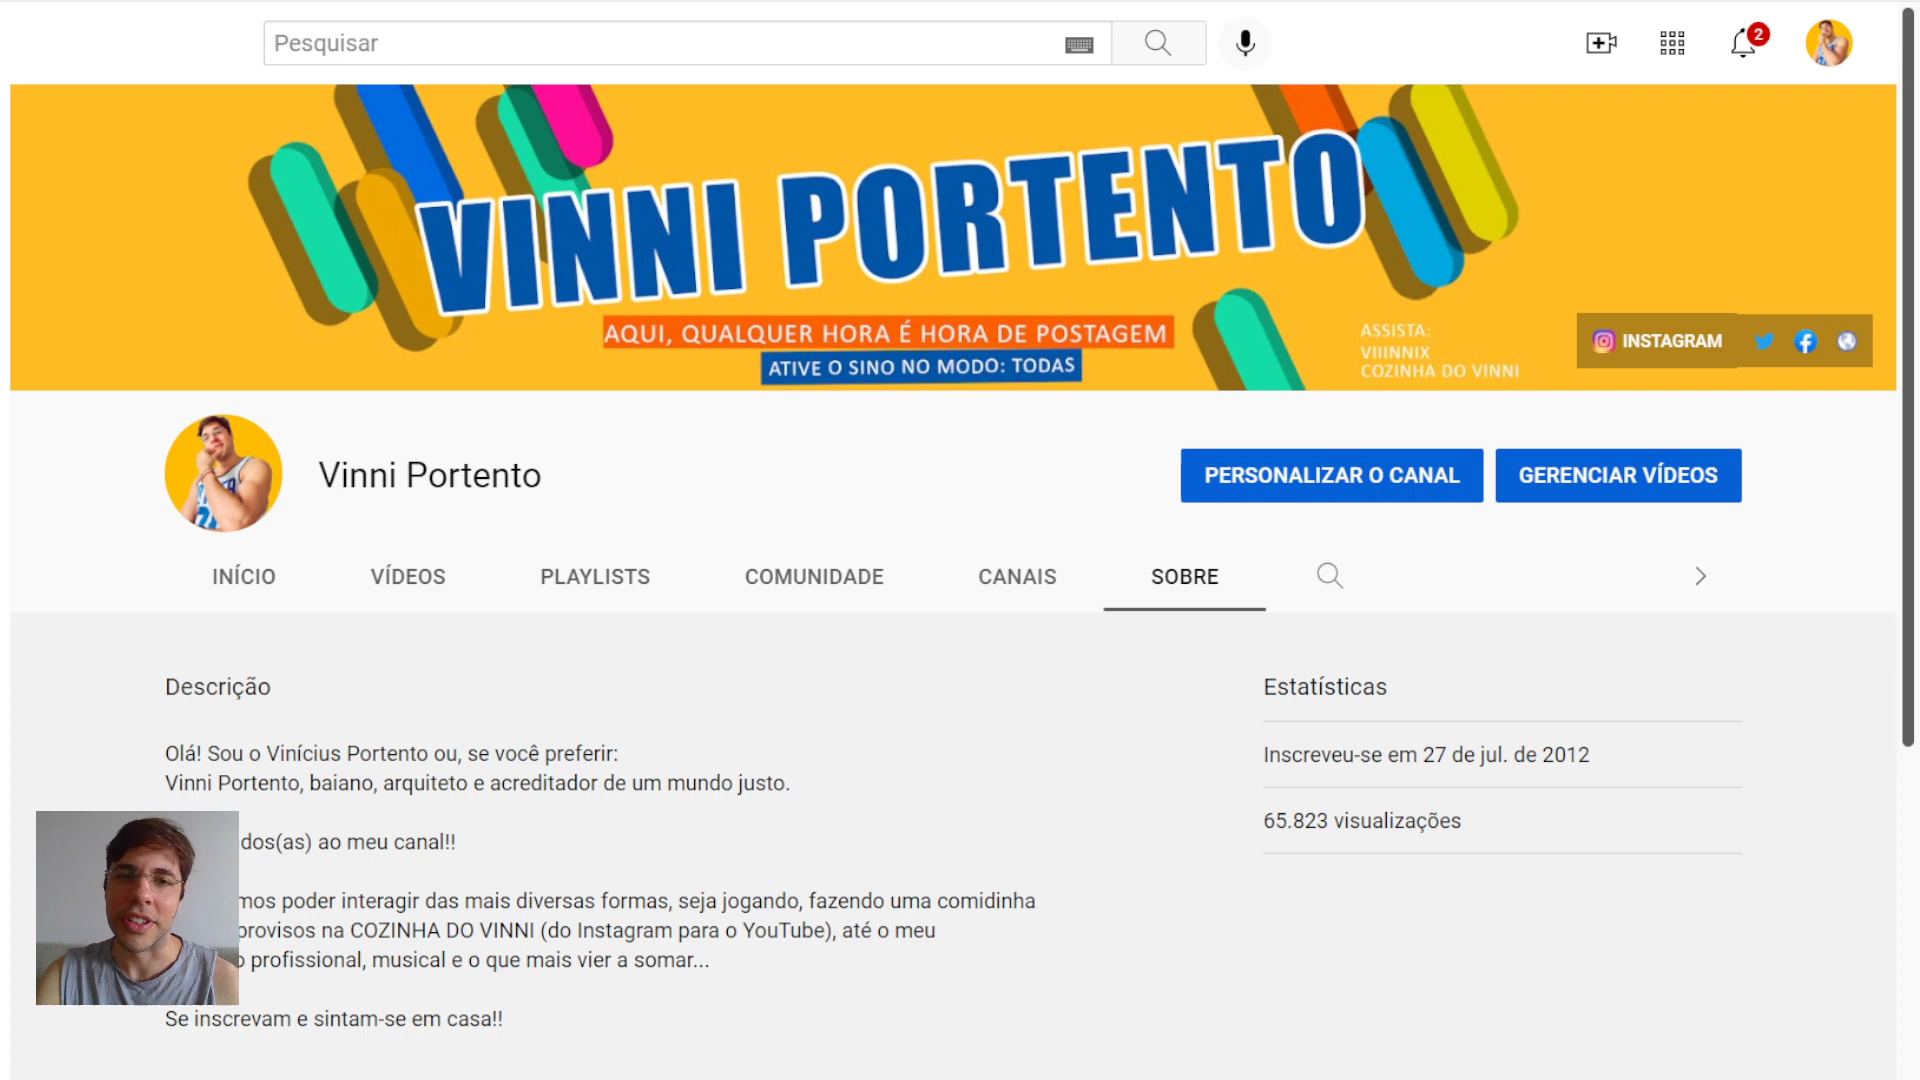 Pesquisar
2
VINNI PORTENTO
AQUI, QUALQUER HORA É HORA DE POSTAGEM
ATIVE O SINO NO MODO: TODAS
ASSISTA:
VIIINNIX
COZINHA DO VINNI
INSTAGRAM
Vinni Portento
PERSONALIZAR O CANAL
GERENCIAR VÍDEOS
INÍCIO
VÍDEOS
PLAYLISTS
COMUNIDADE
CANAIS
SOBRE
Descrição
Olá! Sou o Vinícius Portento ou, se você preferir:
Vinni Portento, baiano, arquiteto e acreditador de um mundo justo.
dos(as) ao meu canal!!
mos poder interagir das mais diversas formas, seja jogando, fazendo uma comidinha
provisos na COZINHA DO VINNI (do Instagram para o YouTube), até o meu
o profissional, musical e o que mais vier a somar...
Se inscrevam e sintam-se em casa!!
Estatísticas
Inscreveu-se em 27 de jul. de 2012
65.823 visualizações